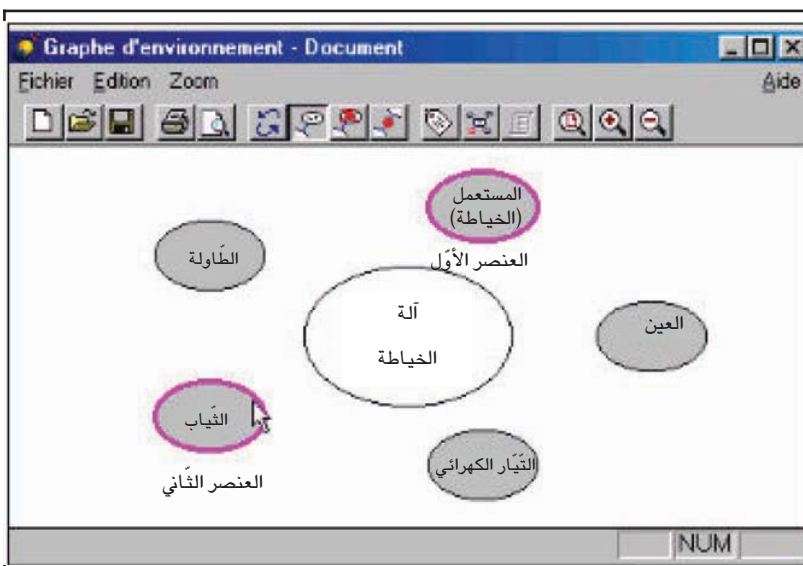 Graphe d'environnement - Document
Fichier Edition Zoom Aide
المستعمل
(الخياطة)
العنصر الأوّل
الطّاولة
آلة
الخياطة
العين
الثّياب
العنصر الثّاني
التّيّار الكهرائي
NUM